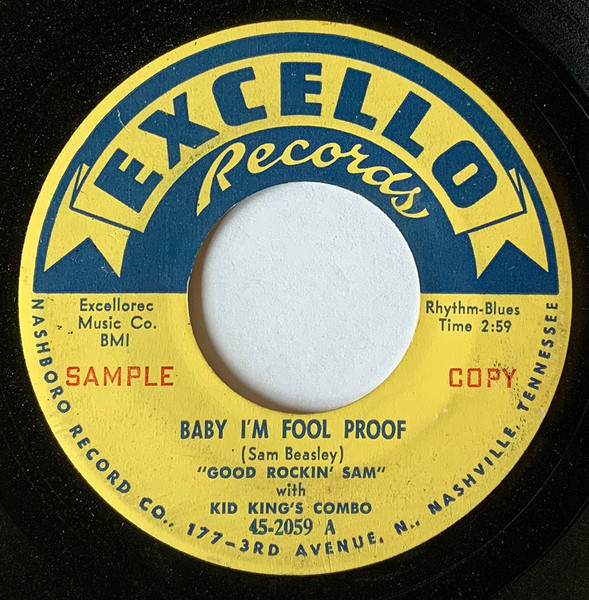 EXCELLO
Records
Excellorec
Music Co.
BMI
Rhythm-Blues
Time 2:59
SAMPLE
COPY
BABY I'M FOOL PROOF
(Sam Beasley)
"GOOD ROCKIN' SAM"
with
KID KING'S COMBO
45-2059 A
NASHBORO RECORD CO., 177-3RD AVENUE, N., NASHVILLE, TENNESSEE